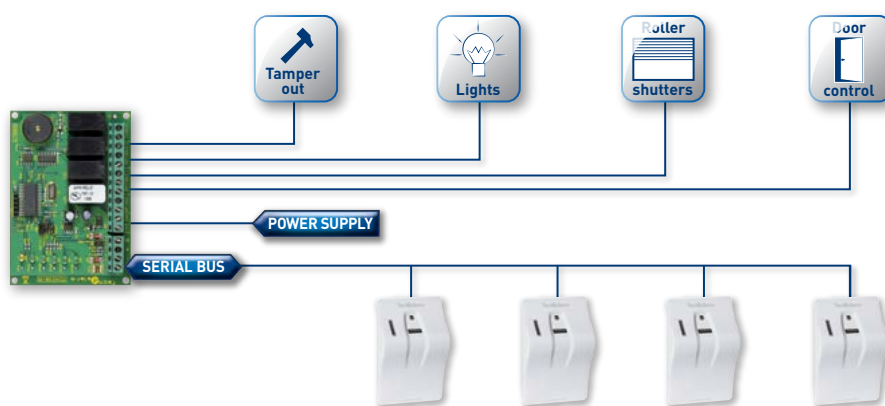 Tamper
out
Lights
Roller
shutters
Door
control
POWER SUPPLY
SERIAL BUS